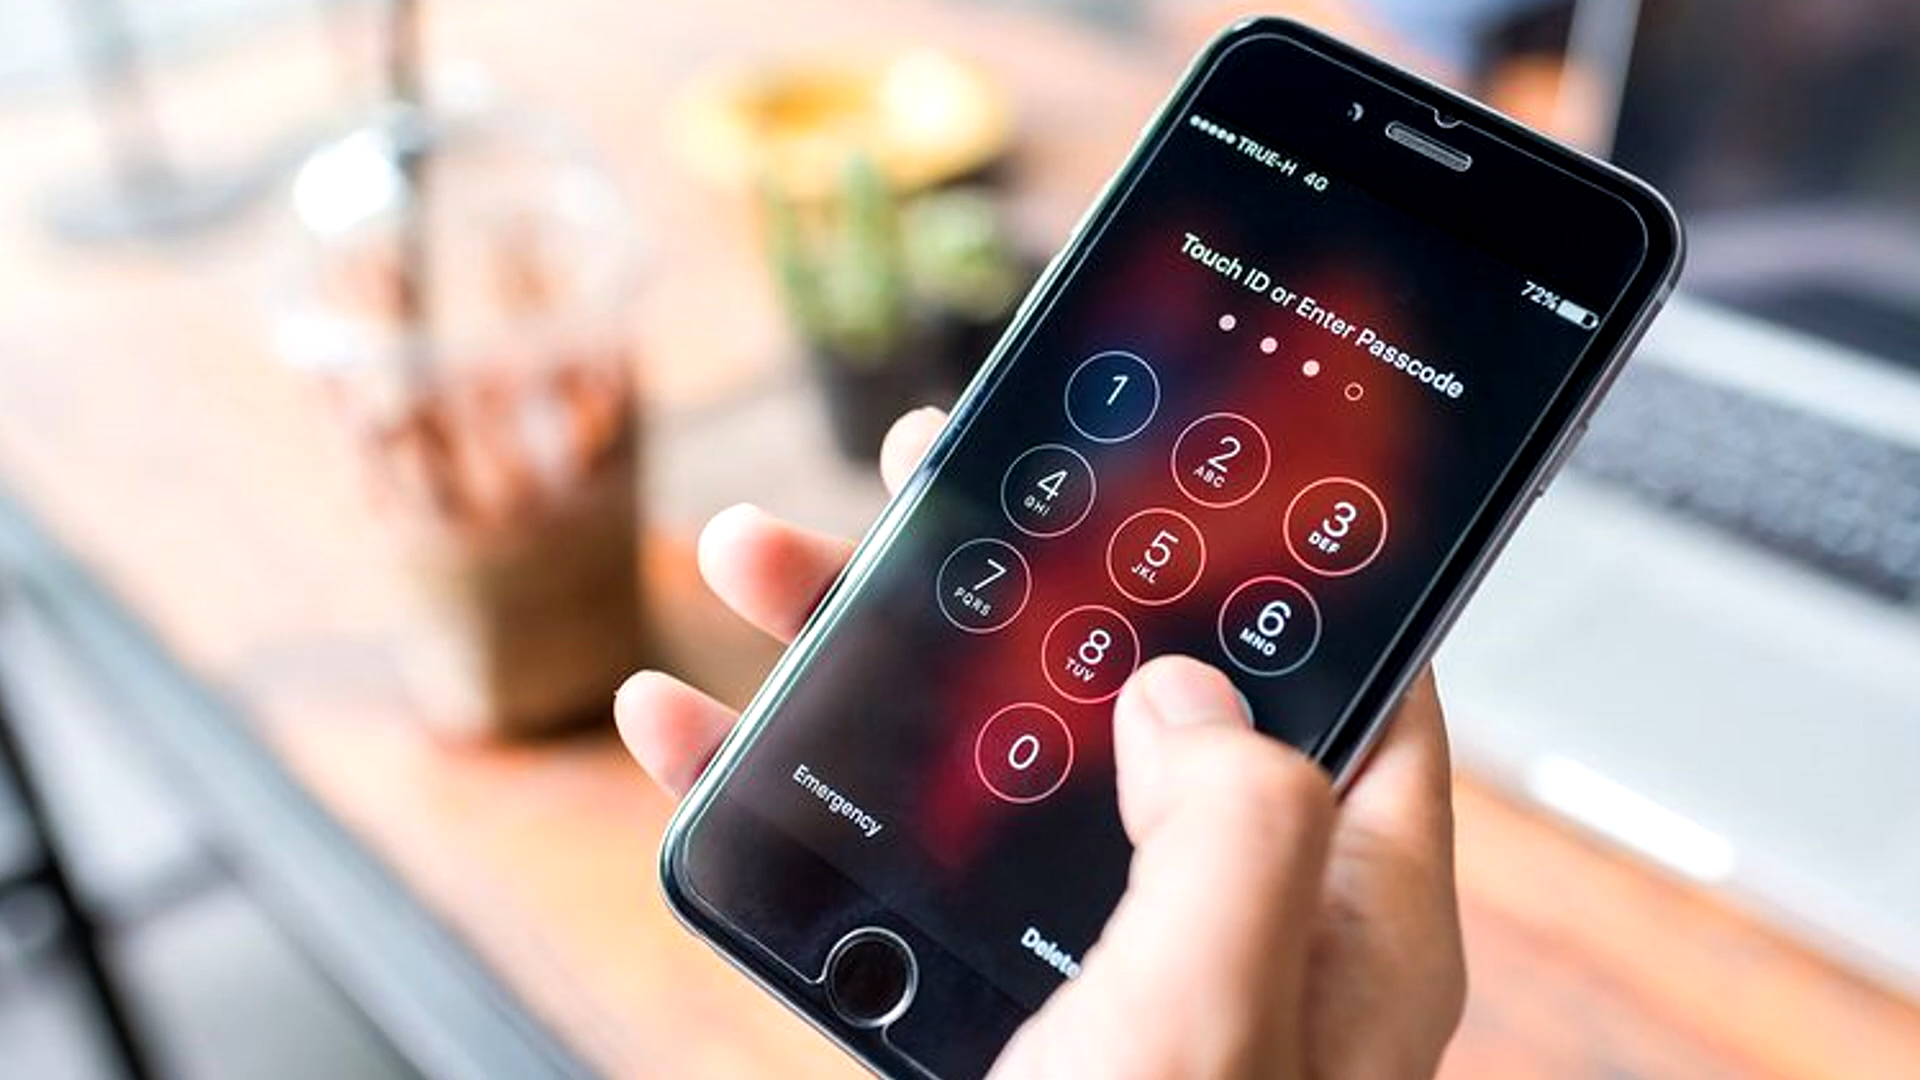 ●●●●● TRUE-H 4G
72%
Touch ID or Enter Passcode
1
2
ABC
3
DEF
4
GHI
5
JKL
6
MNO
7
PQRS
8
TUV
0
Emergency
Delete